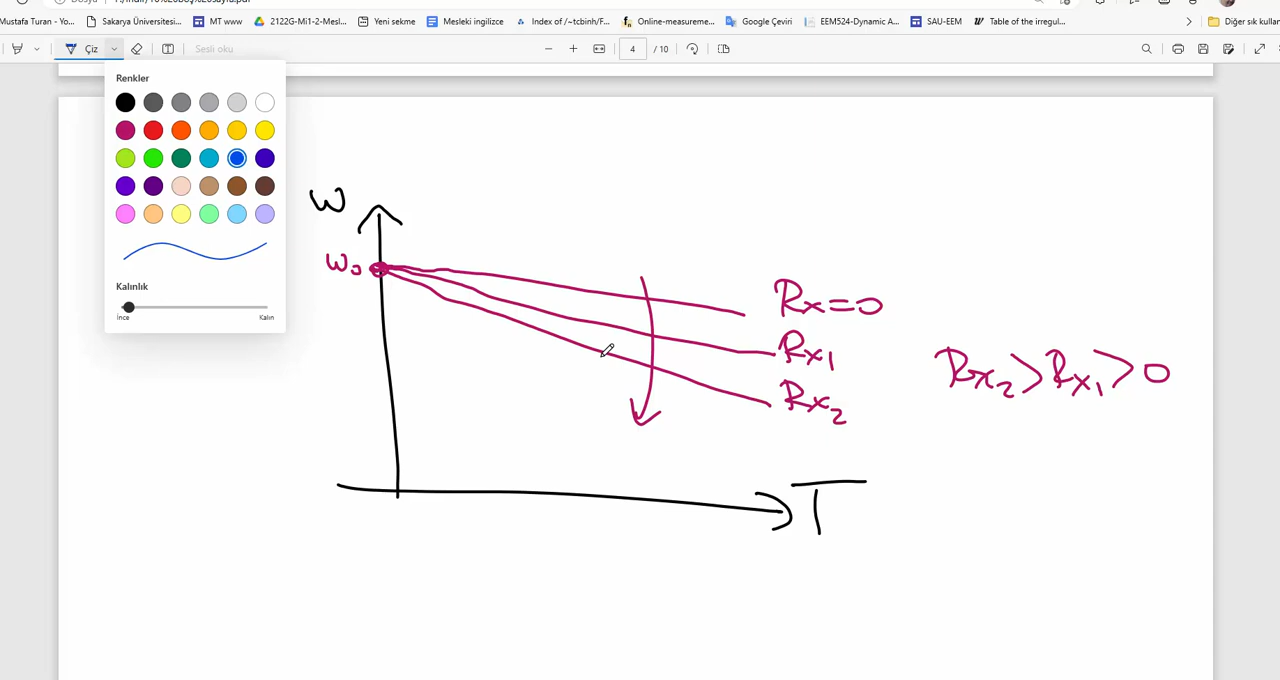 Mustafa Turan - Yo...
Sakarya Üniversitesi...
2122G-Mi1-2-Mesl...
MT WWW
Yeni sekme
Mesleki ingilizce
Index of /~tcbinh/F...
Online-measureme...
Google Çeviri
EEM524-Dynamic A...
SAU-EEM
Table of the irregul...
Diğer sık kullan
Çiz
Sesli oku
4 / 10
Renkler
Kalınlık
İnce Kalın
W
W0
Rx=0
Rx1
Rx2
Rx2>Rx1>0
T